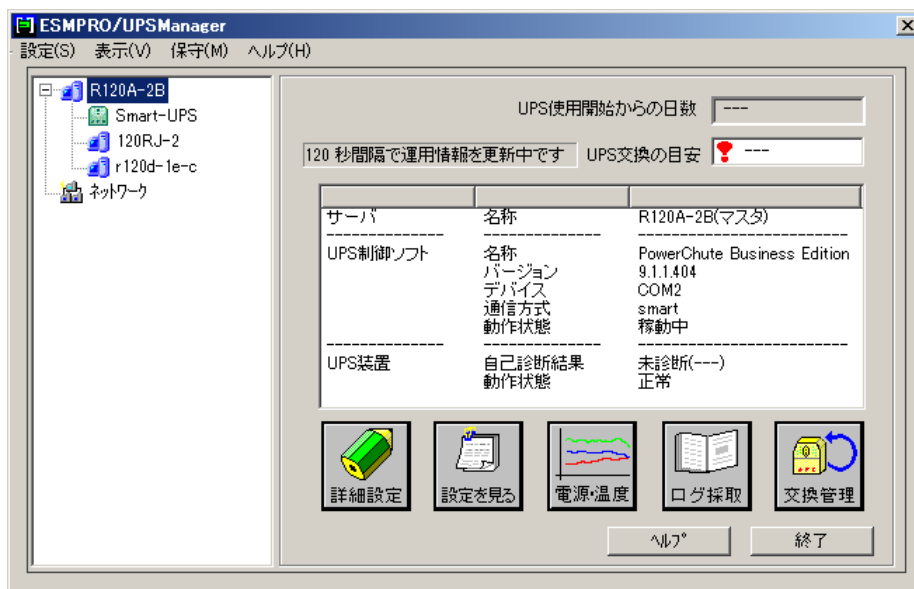 ESMPRO/UPSManager
設定(S) 表示(V) 保守(M) ヘルプ(H)
R120A-2B
Smart-UPS
120RJ-2
r120d-1e-c
ネットワーク
UPS使用開始からの日数 ---
120 秒間隔で運用情報を更新中です UPS交換の目安 ---
サーバ 名称 R120A-2B(マスタ)
-------------- -------------- -------------------------
UPS制御ソフト 名称 PowerChute Business Edition
バージョン 9.1.1.404
デバイス COM2
通信方式 smart
動作状態 稼動中
-------------- -------------- -------------------------
UPS装置 自己診断結果 未診断(---)
動作状態 正常
詳細設定 設定を見る 電源・温度 ログ採取 交換管理
ヘルプ 終了